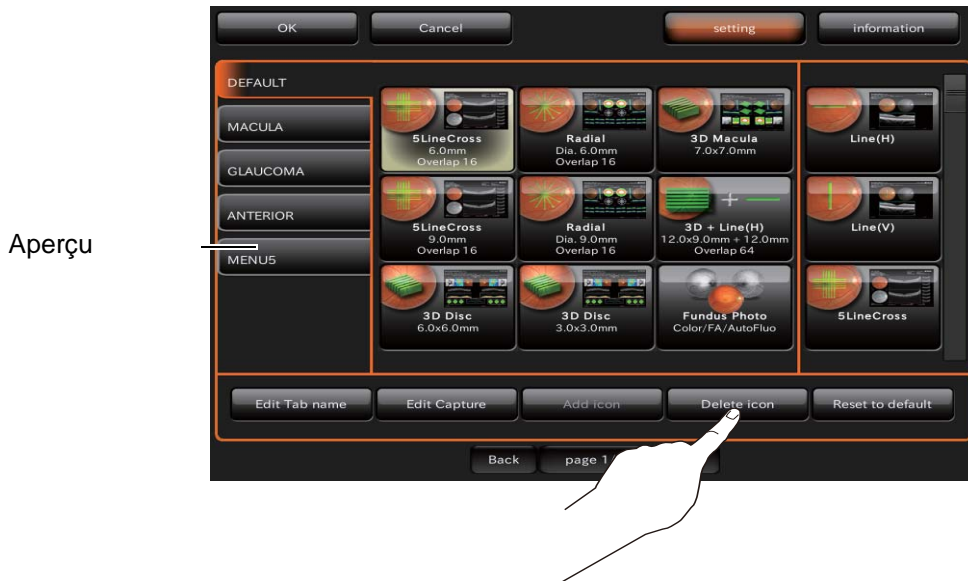 OK Cancel setting information
DEFAULT
MACULA
GLAUCOMA
ANTERIOR
MENU5
Aperçu
5LineCross
6.0mm
Overlap 16
Radial
Dia. 6.0mm
Overlap 16
3D Macula
7.0x7.0mm
Line(H)
5LineCross
9.0mm
Overlap 16
Radial
Dia. 9.0mm
Overlap 16
3D + Line(H)
12.0x9.0mm + 12.0mm
Overlap 64
Line(V)
3D Disc
6.0x6.0mm
3D Disc
3.0x3.0mm
Fundus Photo
Color/FA/AutoFluo
5LineCross
Edit Tab name Edit Capture Add icon Delete icon Reset to default
Back page 1